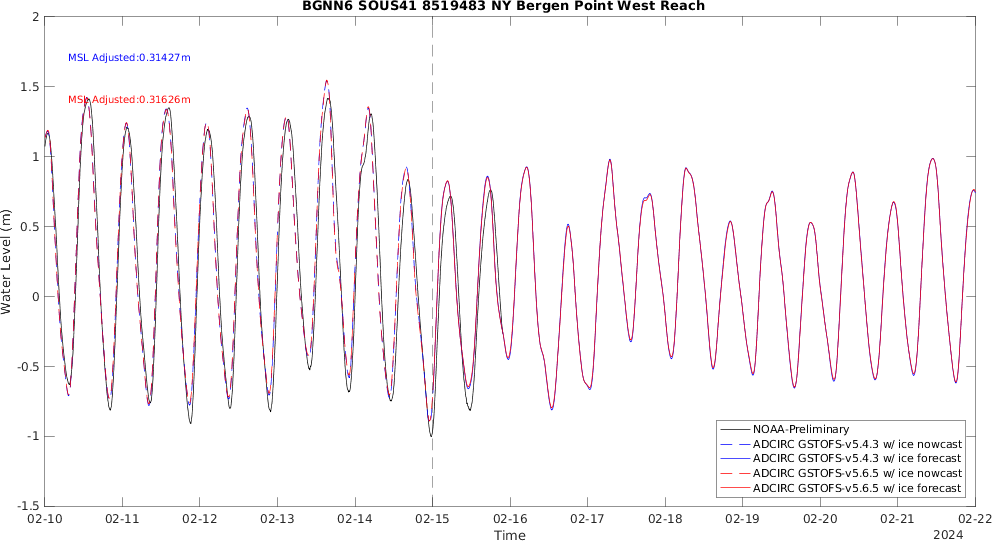 BGNN6 SOUS41 8519483 NY Bergen Point West Reach
2
MSL Adjusted:0.31427m
1.5
MSL Adjusted:0.31626m
1
0.5
Water Level (m)
0
-0.5
-1
NOAA-Preliminary
ADCIRC GSTOFS-v5.4.3 w/ ice nowcast
ADCIRC GSTOFS-v5.4.3 w/ ice forecast
ADCIRC GSTOFS-v5.6.5 w/ ice nowcast
ADCIRC GSTOFS-v5.6.5 w/ ice forecast
-1.5
02-10 02-11 02-12 02-13 02-14 02-15 02-16 02-17 02-18 02-19 02-20 02-21 02-22
Time
2024